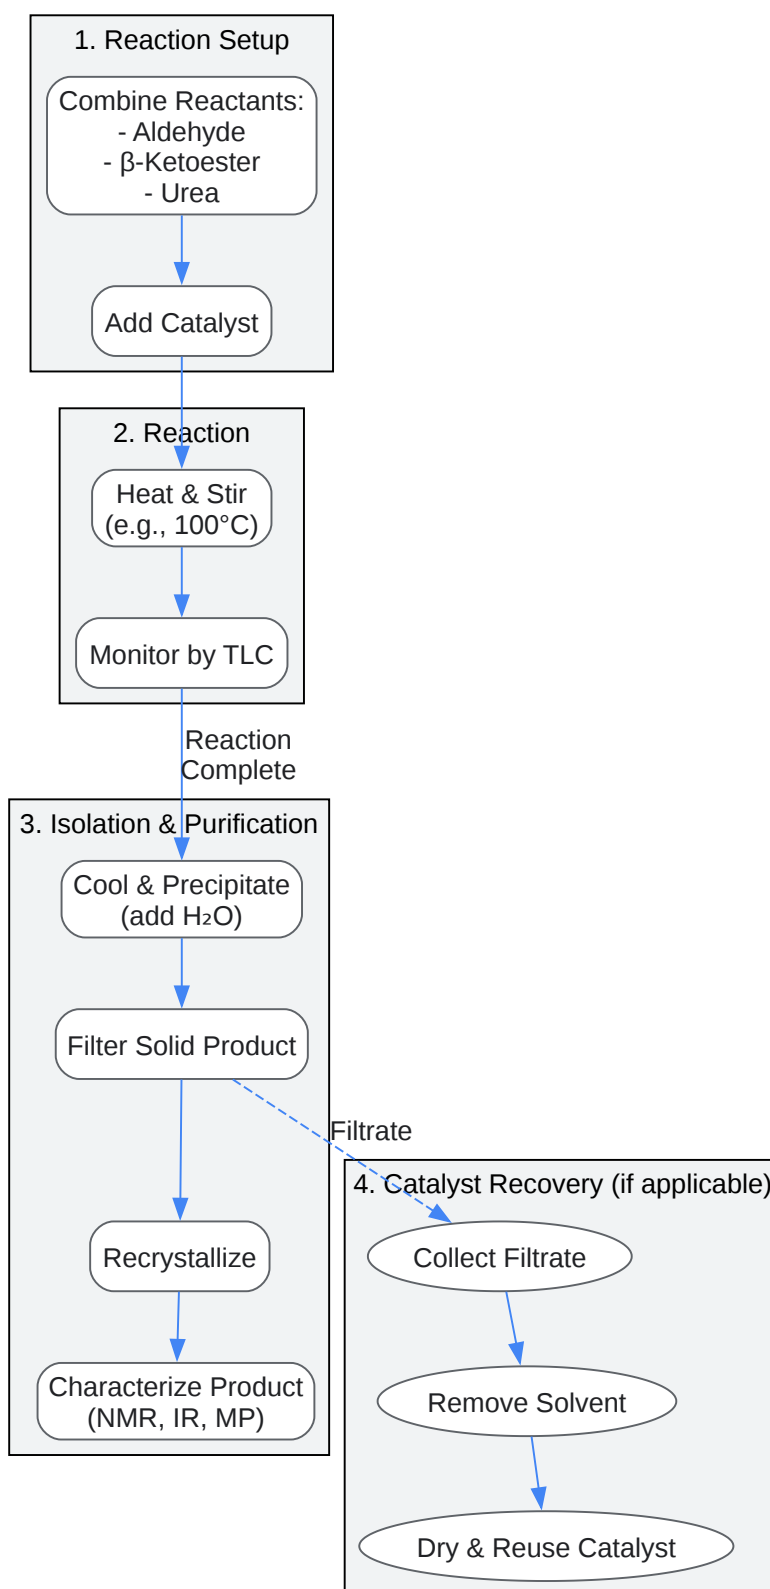 1. Reaction Setup
Combine Reactants:
- Aldehyde
- β-Ketoester
- Urea
Add Catalyst
2. Reaction
Heat & Stir
(e.g., 100°C)
Monitor by TLC
Reaction
Complete
3. Isolation & Purification
Cool & Precipitate
(add H₂O)
Filter Solid Product
Filtrate
4. Catalyst Recovery (if applicable)
Collect Filtrate
Recrystallize
Remove Solvent
Characterize Product
(NMR, IR, MP)
Dry & Reuse Catalyst